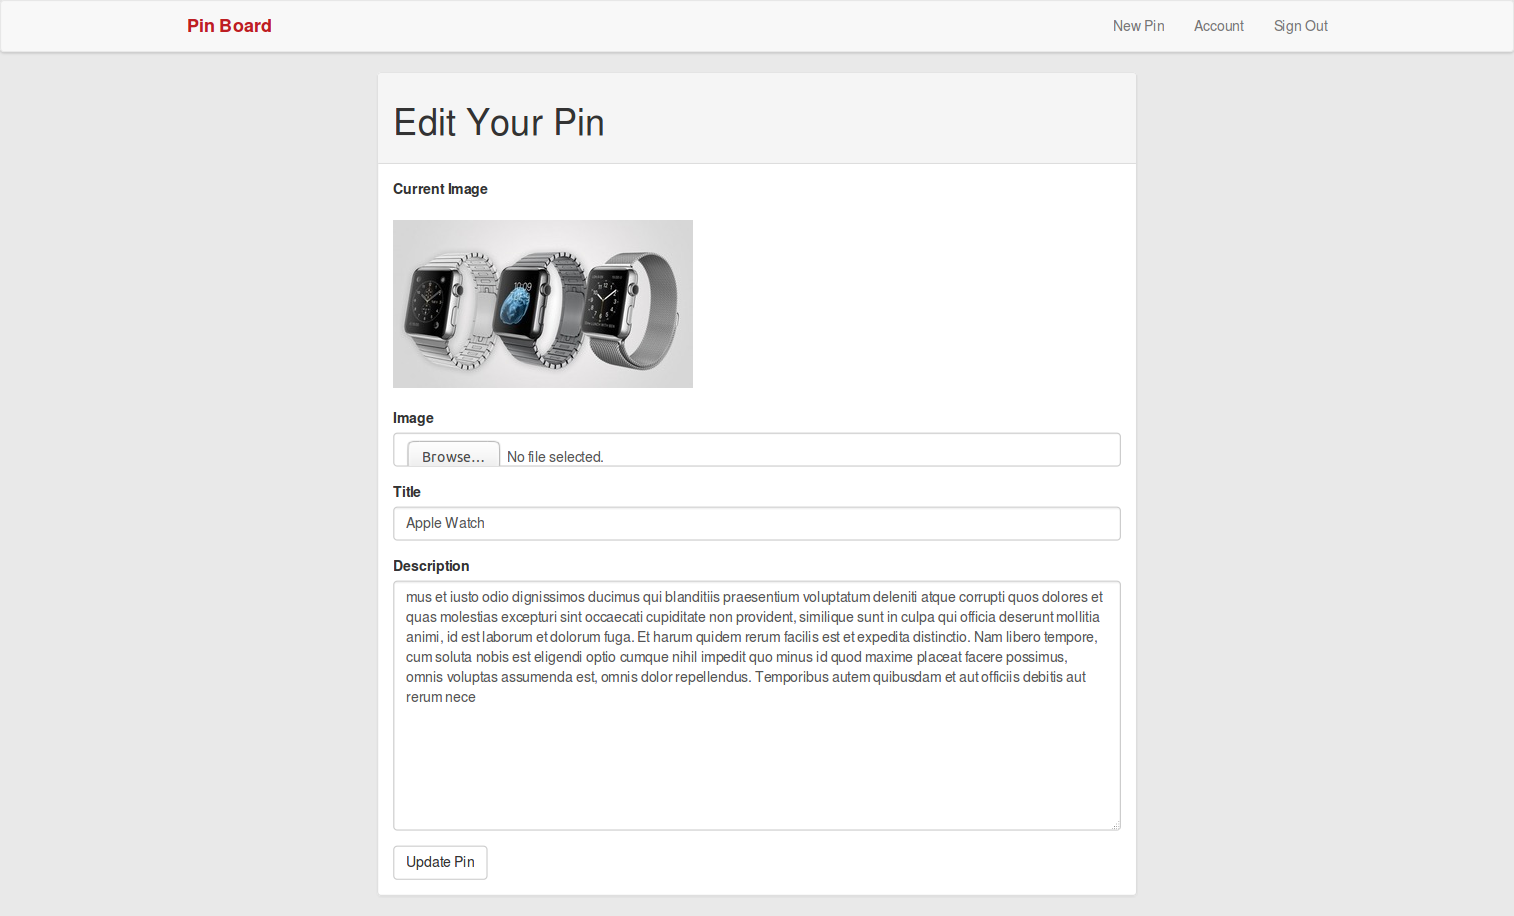 Pin Board
New Pin Account Sign Out
Edit Your Pin
Current Image
10:09
Image
Browse... No file selected.
Title
Apple Watch
Description
mus et iusto odio dignissimos ducimus qui blanditiis praesentium voluptatum deleniti atque corrupti quos dolores et
quas molestias excepturi sint occaecati cupiditate non provident, similique sunt in culpa qui officia deserunt mollitia
animi, id est laborum et dolorum fuga. Et harum quidem rerum facilis est et expedita distinctio. Nam libero tempore,
cum soluta nobis est eligendi optio cumque nihil impedit quo minus id quod maxime placeat facere possimus,
omnis voluptas assumenda est, omnis dolor repellendus. Temporibus autem quibusdam et aut officiis debitis aut
rerum nece
Update Pin